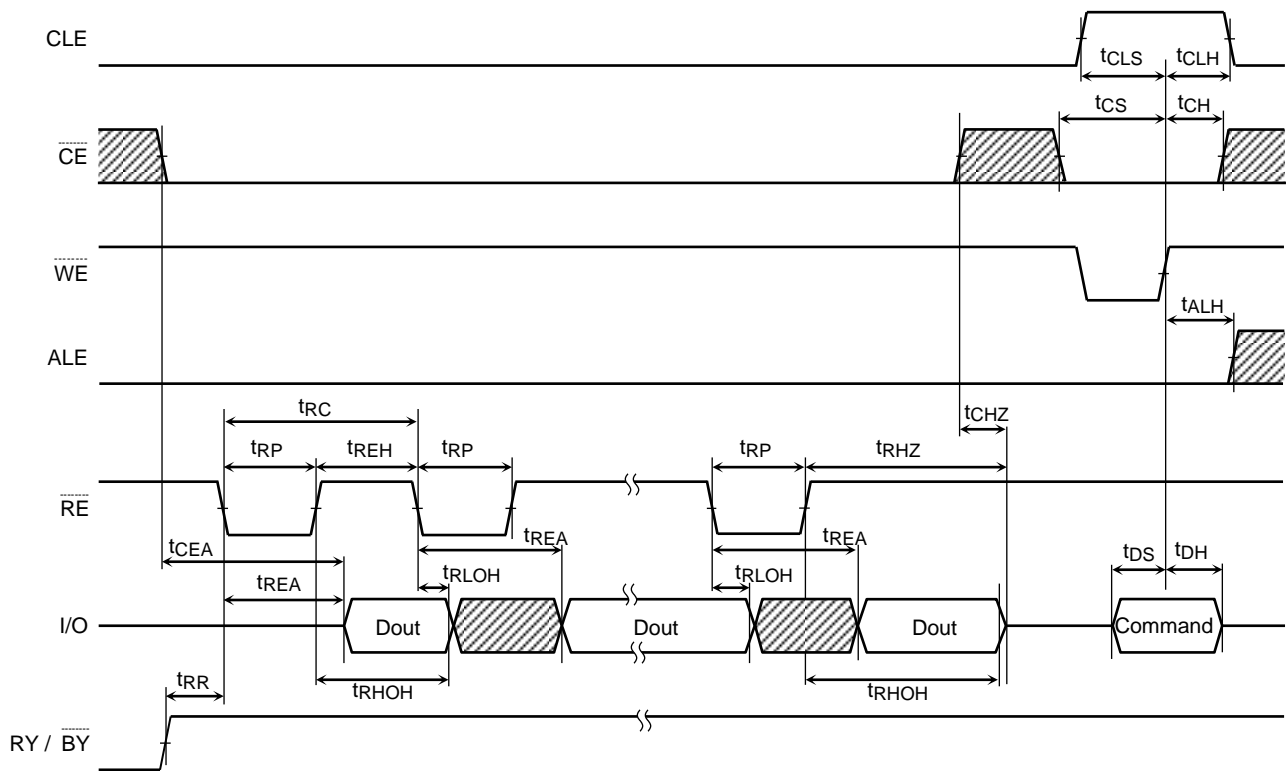 CLE
tCLS tCLH
tCS tCH
CE
WE
tALH
ALE
tRC tCHZ
tRP tREH tRP tRP tRHZ
RE
tCEA tREA tREA
tREA tRLOH tRLOH tDS tDH
I/O Dout Dout Dout Command
tRR tRHOH tRHOH
RY / BY